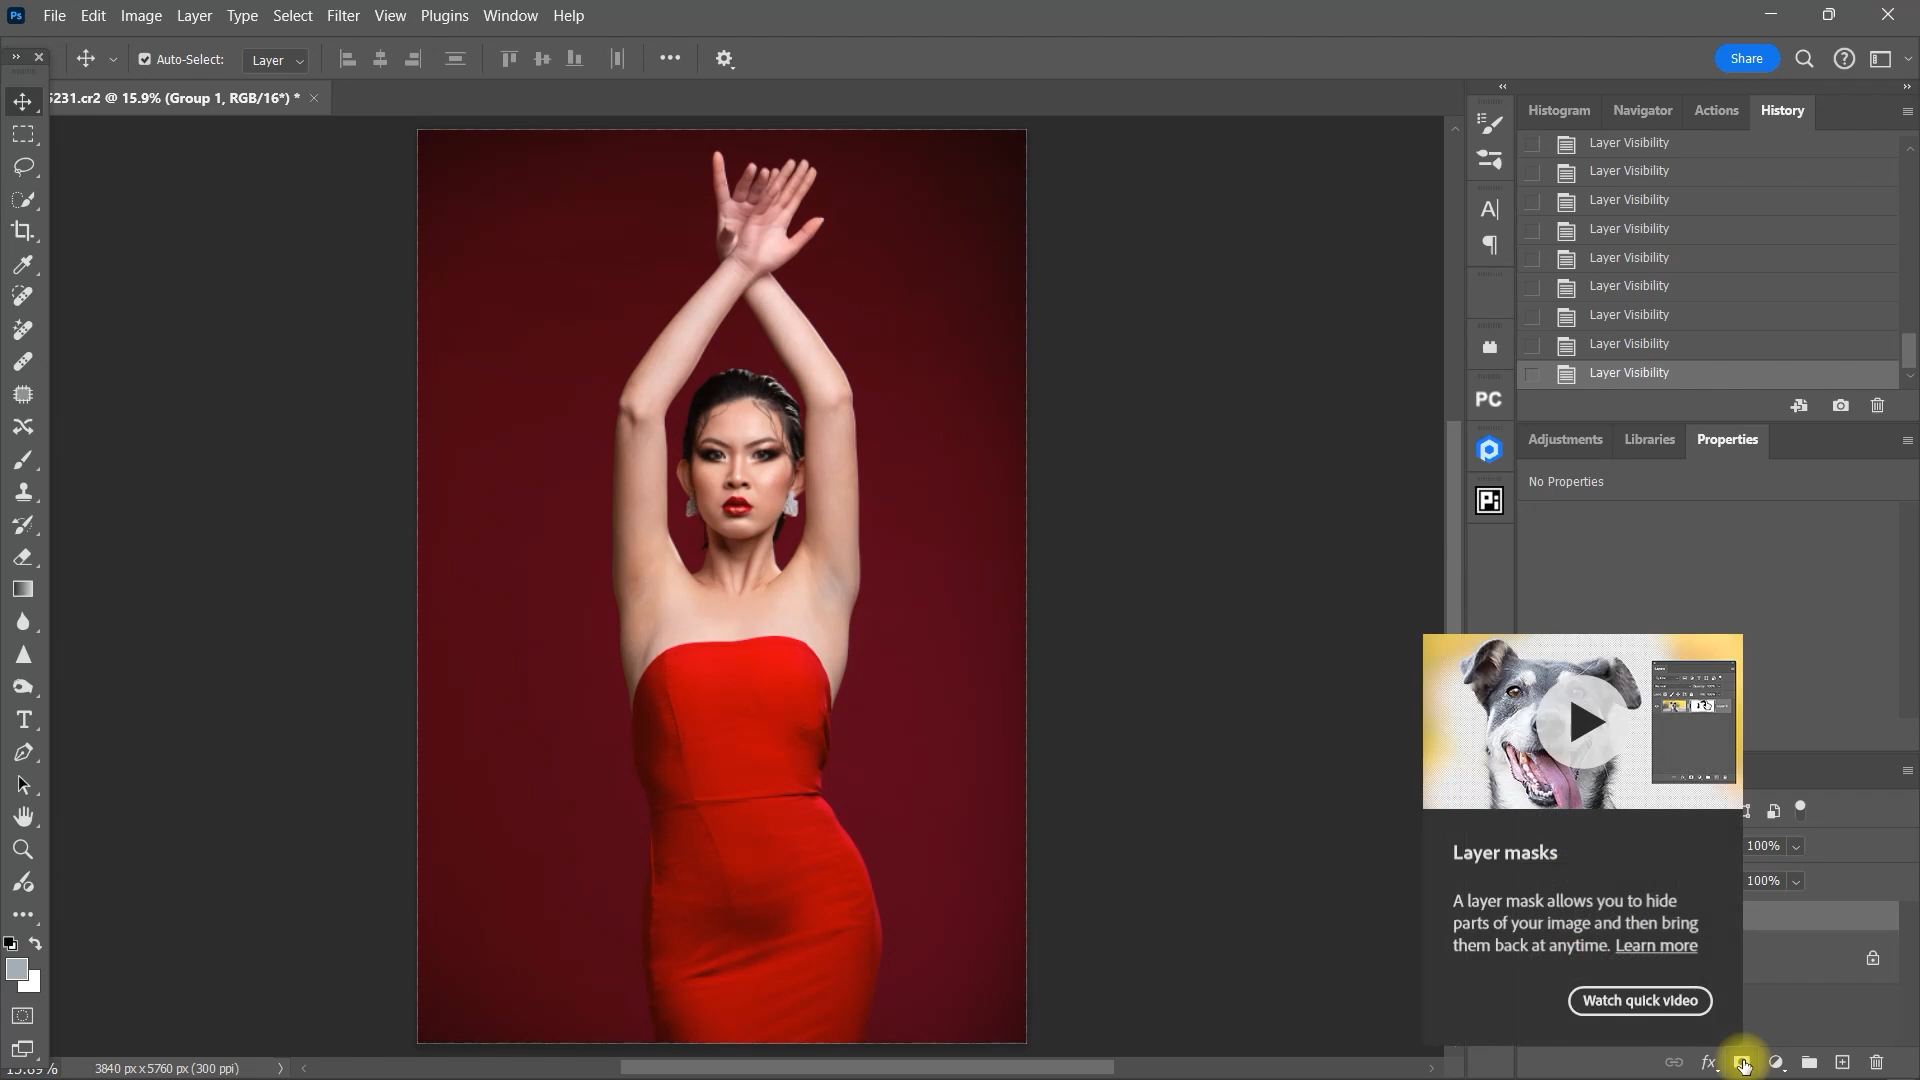 Ps File Edit Image Layer Type Select Filter View Plugins Window Help
Auto-Select: Layer Share
5231.cr2 @ 15.9% (Group 1, RGB/16*) *
Histogram Navigator Actions History
Layer Visibility
Layer Visibility
Layer Visibility
Layer Visibility
Layer Visibility
Layer Visibility
Layer Visibility
Layer Visibility
Layer Visibility
PC
Adjustments Libraries Properties
No Properties
Pi
Layer masks
100%
100%
A layer mask allows you to hide
parts of your image and then bring
them back at anytime. Learn more
Watch quick video
3840 px x 5760 px (300 ppi)
fx